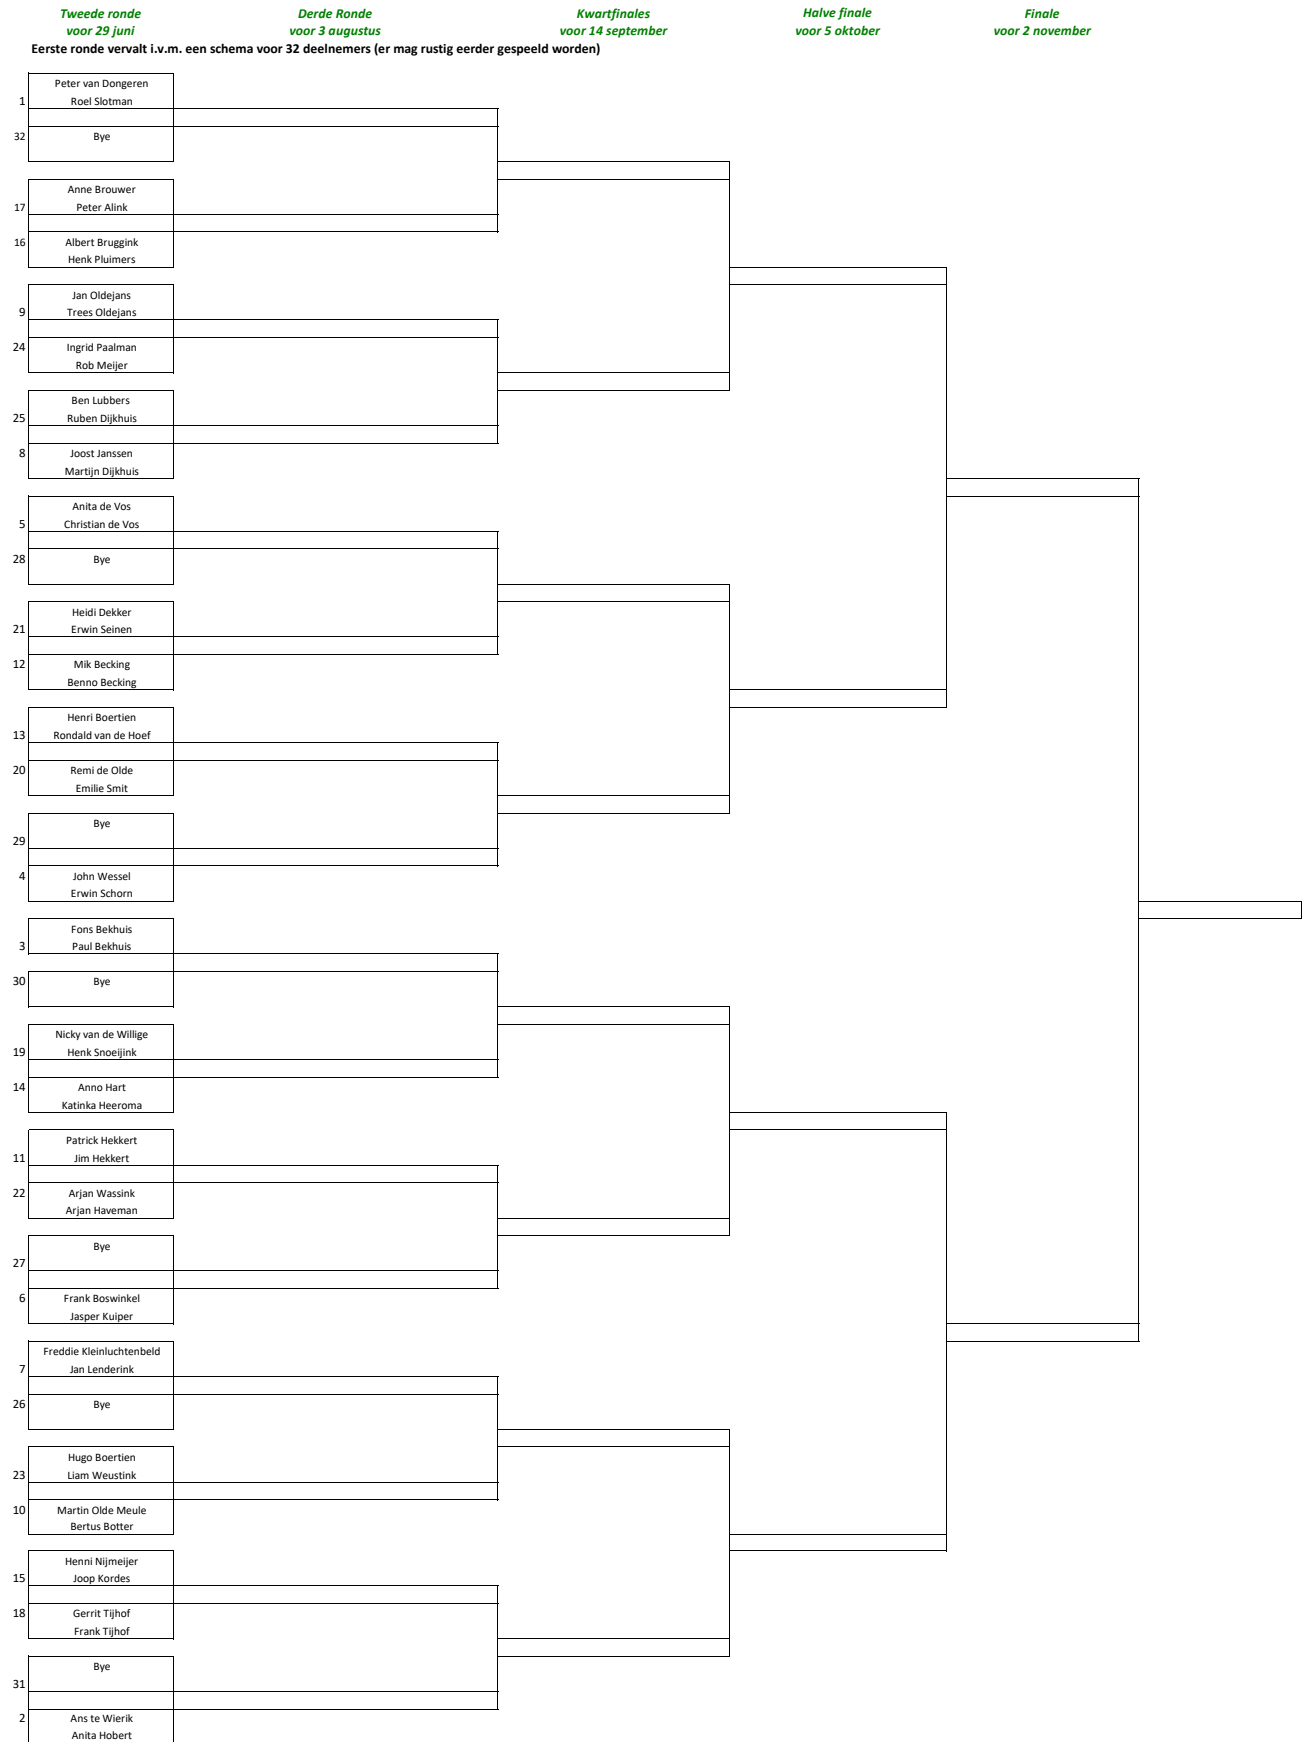 Tweede ronde Derde Ronde Kwartfinales Halve finale Finale
voor 29 juni voor 3 augustus voor 14 september voor 5 oktober voor 2 november
Eerste ronde vervalt i.v.m. een schema voor 32 deelnemers (er mag rustig eerder gespeeld worden)
Peter van Dongeren
1 Roel Slotman
32 Bye
Anne Brouwer
17 Peter Alink
16 Albert Bruggink
Henk Pluimers
Jan Oldejans
9 Trees Oldejans
24 Ingrid Paalman
Rob Meijer
Ben Lubbers
25 Ruben Dijkhuis
8 Joost Janssen
Martijn Dijkhuis
Anita de Vos
5 Christian de Vos
28 Bye
Heidi Dekker
21 Erwin Seinen
12 Mik Becking
Benno Becking
Henri Boertien
13 Rondald van de Hoef
20 Remi de Olde
Emilie Smit
Bye
29
4 John Wessel
Erwin Schorn
Fons Bekhuis
3 Paul Bekhuis
30 Bye
Nicky van de Willige
19 Henk Snoeijink
14 Anno Hart
Katinka Heeroma
Patrick Hekkert
11 Jim Hekkert
22 Arjan Wassink
Arjan Haveman
Bye
27
6 Frank Boswinkel
Jasper Kuiper
Freddie Kleinluchtenbeld
7 Jan Lenderink
26 Bye
Hugo Boertien
23 Liam Weustink
10 Martin Olde Meule
Bertus Botter
Henni Nijmeijer
15 Joop Kordes
18 Gerrit Tijhof
Frank Tijhof
Bye
31
2 Ans te Wierik
Anita Hobert